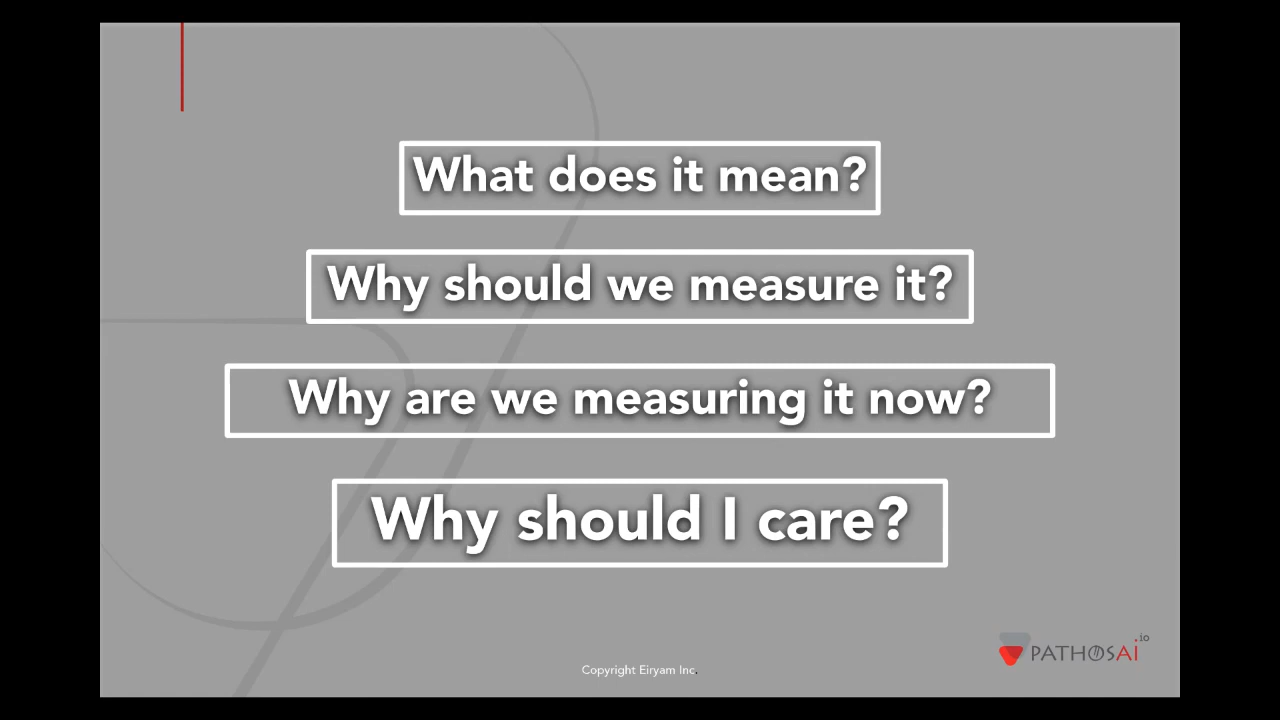 What does it mean?
Why should we measure it?
Why are we measuring it now?
Why should I care?
PATHOSAI io
Copyright Eiryam Inc.